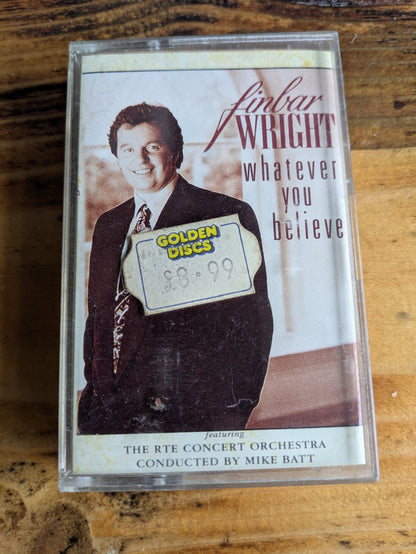 finbar
WRIGHT
whatever
you
believe
GOLDEN
DISCS
£8.99
featuring
THE RTE CONCERT ORCHESTRA
CONDUCTED BY MIKE BATT